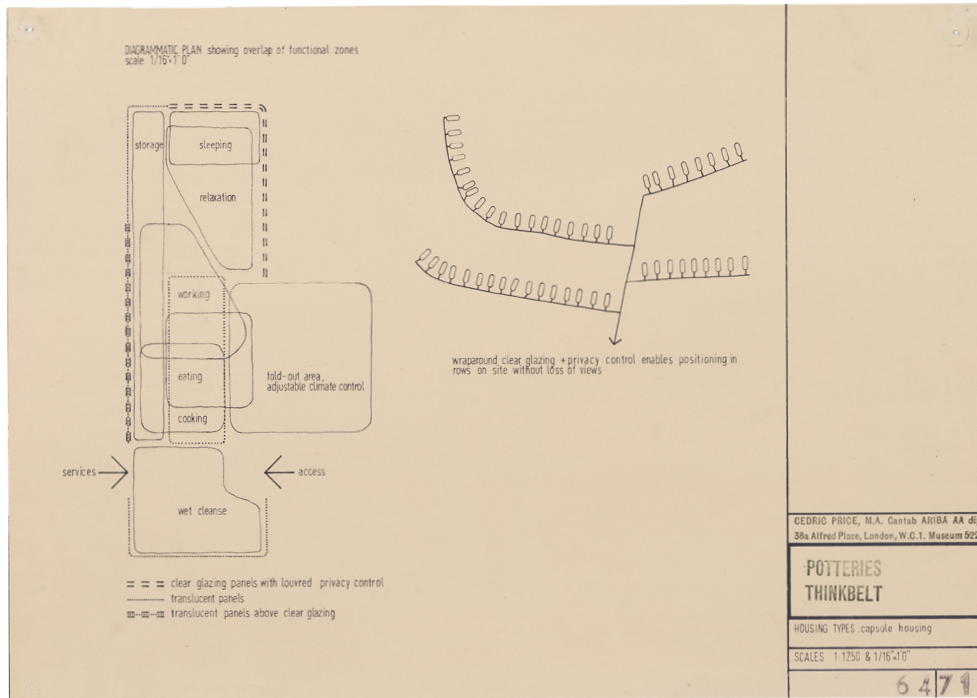 DIAGRAMMATIC PLAN showing overlap of functional zones
scale 1/16"=1' 0"
storage
sleeping
relaxation
working
eating
fold-out area,
adjustable climate control
cooking
services
access
wet cleanse
clear glazing panels with louvred privacy control
translucent panels
translucent panels above clear glazing
wraparound clear glazing + privacy control enables positioning in
rows on site without loss of views
CEDRIC PRICE, M.A. Cantab ARIBA AA di
38a Alfred Place, London, W.C.1. Museum 522
POTTERIES
THINKBELT
HOUSING TYPES: capsule housing
SCALES 1:1250 & 1/16"=1'0"
64 79